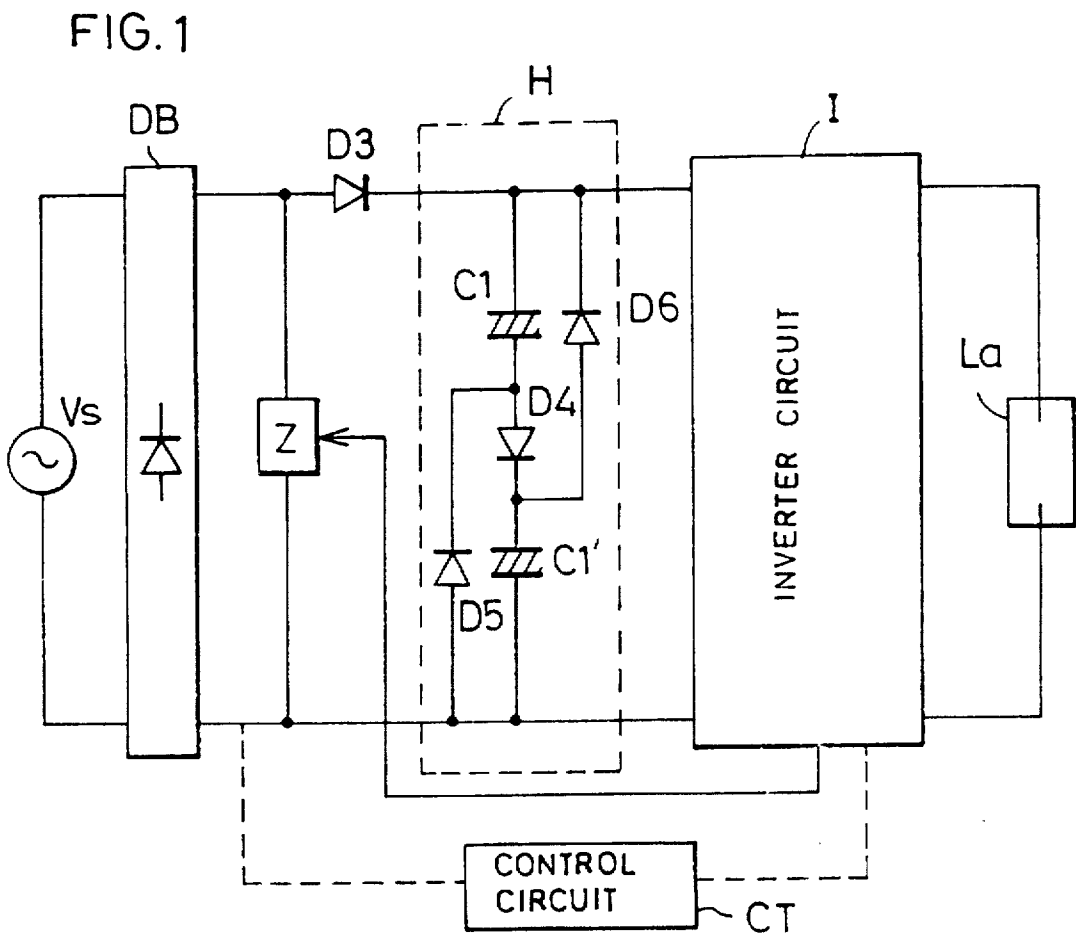 FIG. 1
H
I
DB
D3
C1
D6
Vs
La
D4
Z
INVERTER CIRCUIT
C1'
D5
CONTROL
CIRCUIT
CT